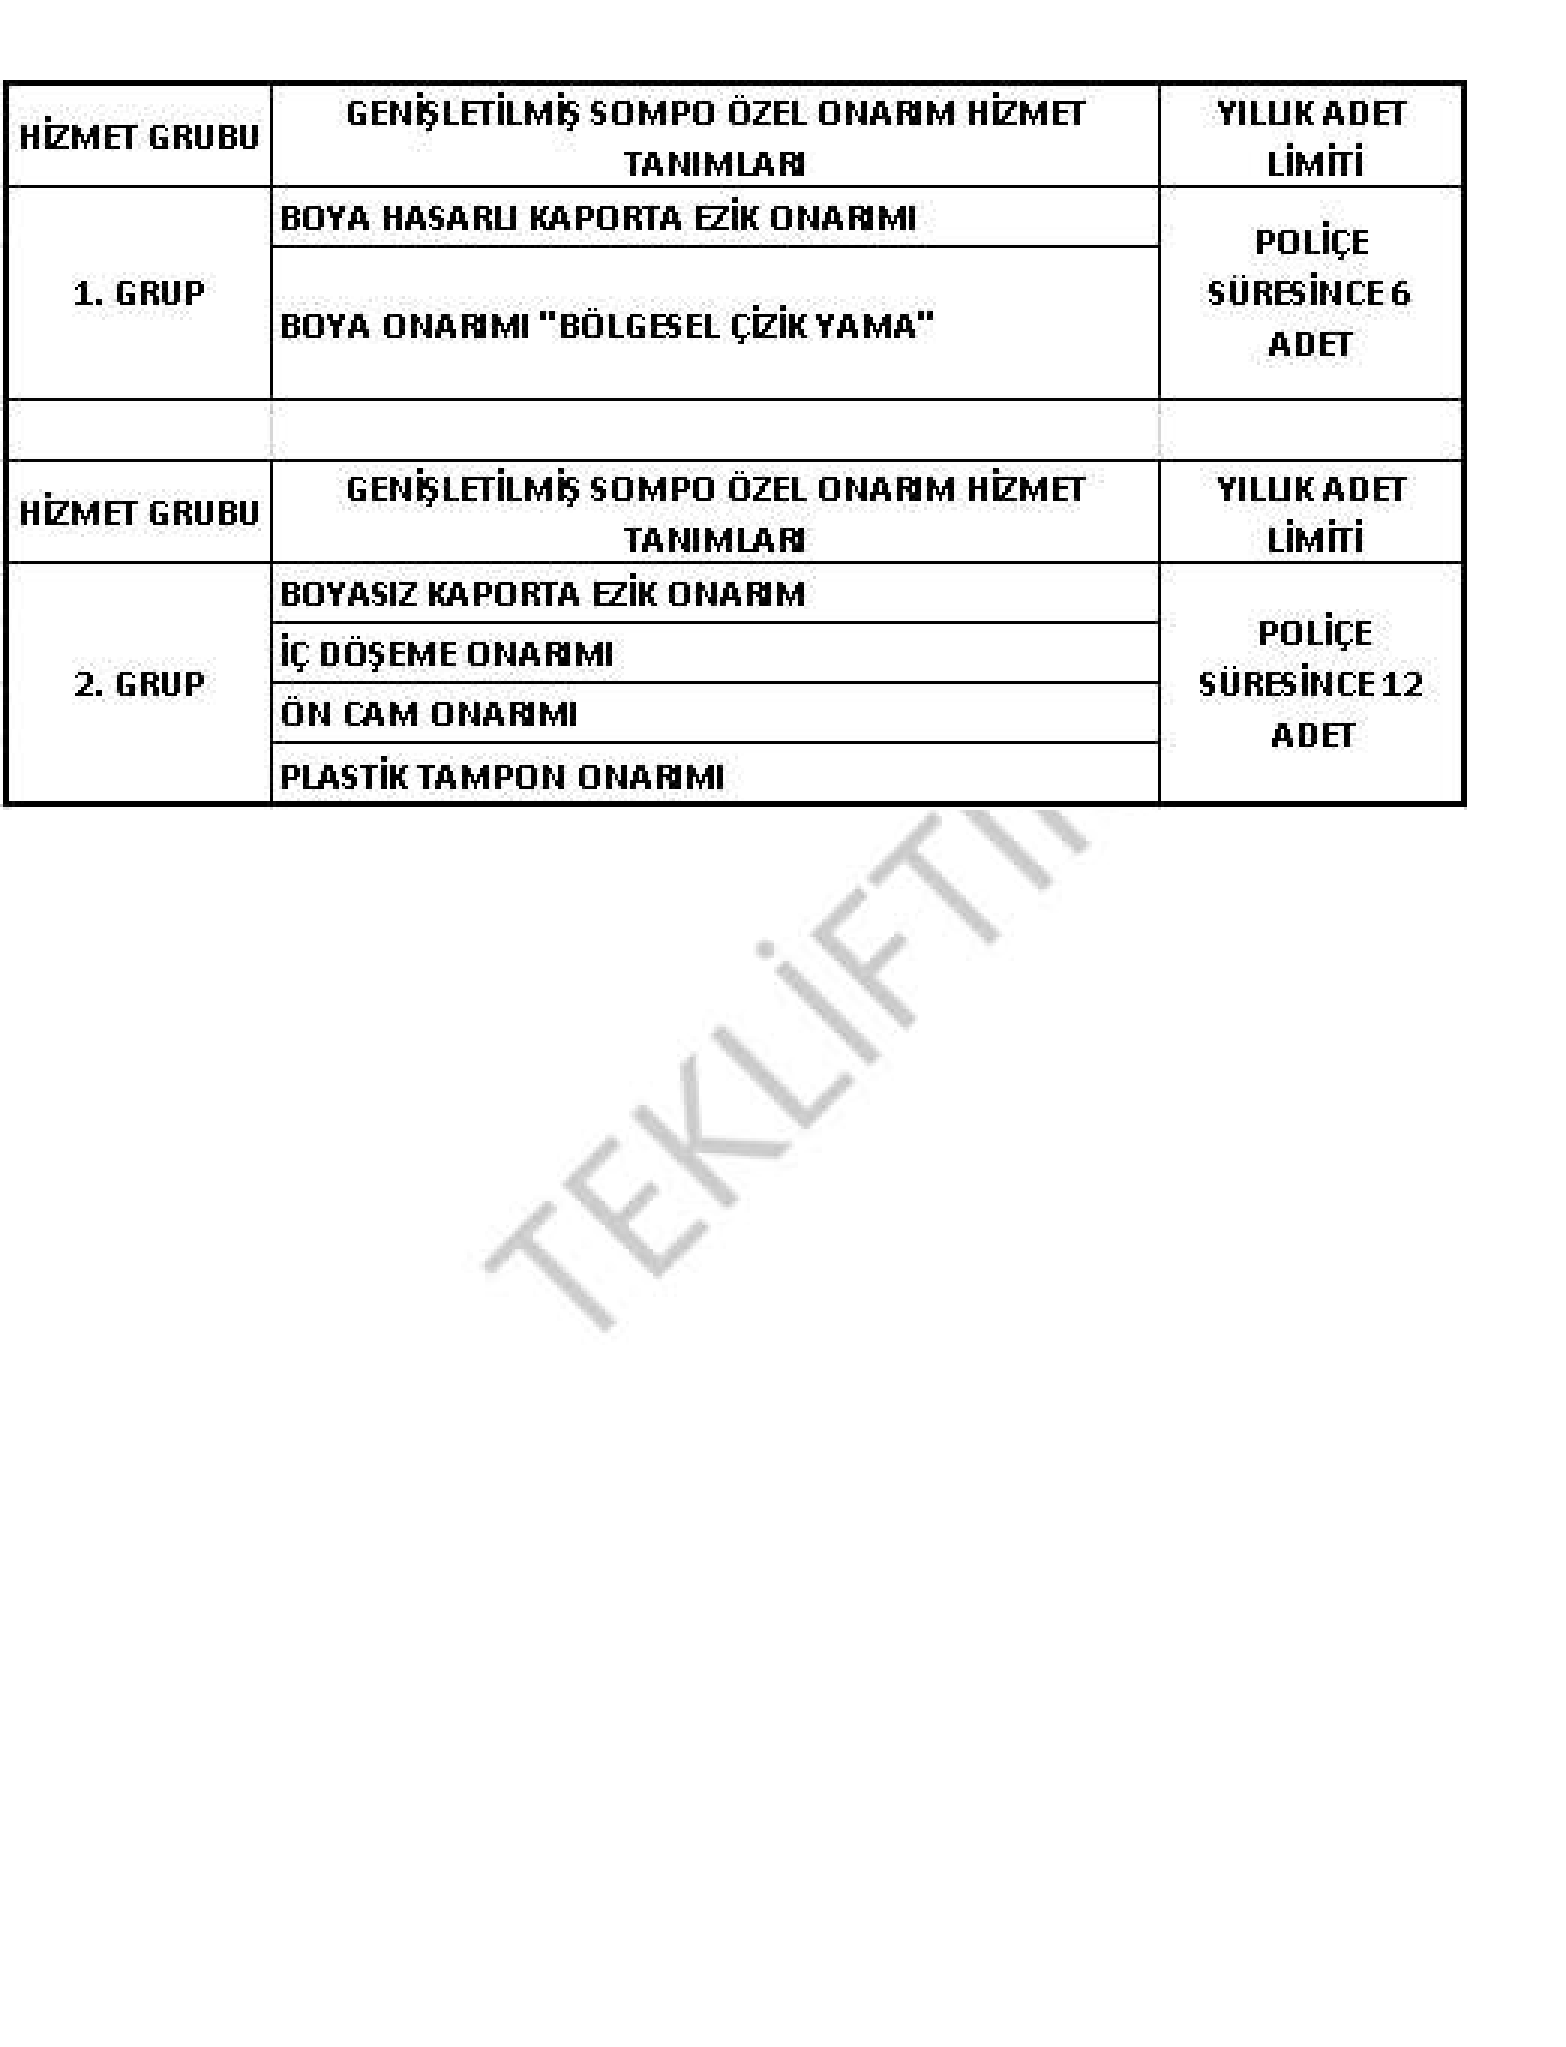 HİZMET GRUBU
GENİŞLETİLMİŞ SOMPO ÖZEL ONARIM HİZMET
TANIMLARI
YILLIK ADET
LİMİTİ
1. GRUP
BOYA HASARLI KAPORTA EZİK ONARIMI
BOYA ONARIMI "BÖLGESEL ÇİZİK YAMA"
POLİÇE
SÜRESİNCE 6
ADET
HİZMET GRUBU
GENİŞLETİLMİŞ SOMPO ÖZEL ONARIM HİZMET
TANIMLARI
YILLIK ADET
LİMİTİ
2. GRUP
BOYASIZ KAPORTA EZİK ONARIM
İÇ DÖŞEME ONARIMI
ÖN CAM ONARIMI
PLASTİK TAMPON ONARIMI
POLİÇE
SÜRESİNCE 12
ADET